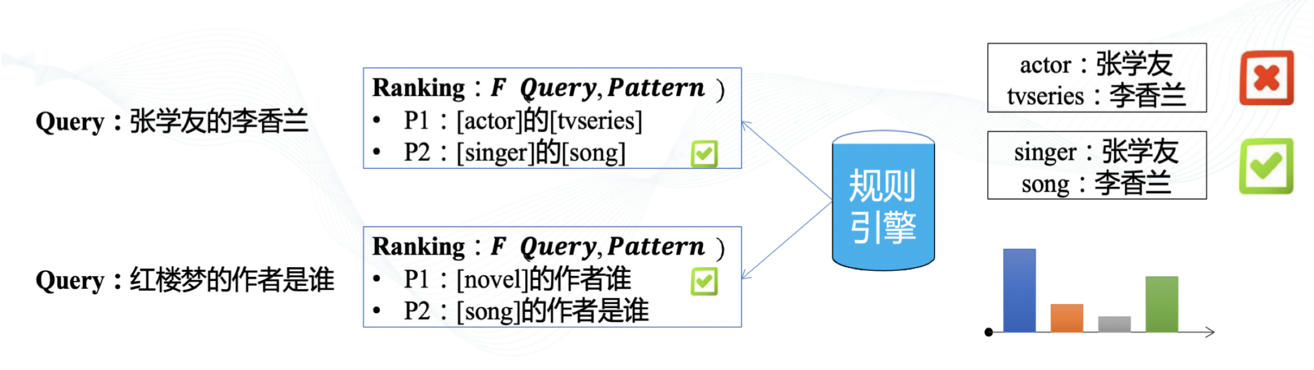 Query：张学友的李香兰
Ranking：F Query,Pattern )
• P1：[actor]的[tvseries]
• P2：[singer]的[song]
Query：红楼梦的作者是谁
Ranking：F Query,Pattern )
• P1：[novel]的作者谁
• P2：[song]的作者是谁
规则
引擎
actor：张学友
tvseries：李香兰
singer：张学友
song：李香兰